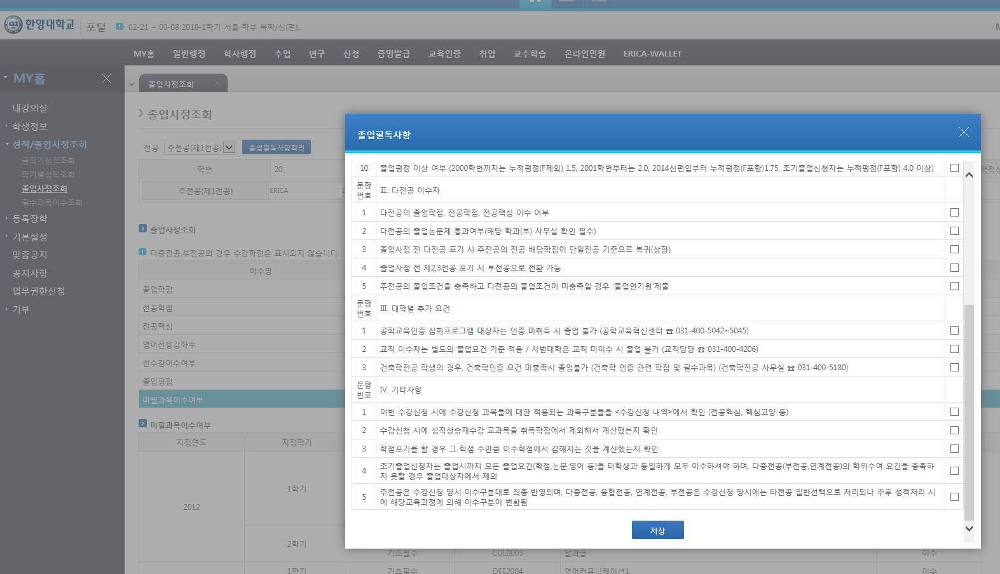 한양대학교 포털 02-21 ~ 03-08 2018-1학기 서울 학부 복학/신(편)..
MY홈 일반행정 학사행정 수업 연구 신청 증명발급 교육인증 취업 교수학습 온라인민원 ERICA-WALLET
MY홈
내강의실
학생정보
성적/졸업사정조회
금학기성적조회
학기별성적조회
졸업사정조회
필수과목이수조회
등록장학
기본설정
맞춤공지
공지사항
업무권한신청
기부
졸업사정조회
졸업사정조회
전공 주전공(제1전공) 졸업필독사항확인
학번 20
주전공(제1전공) ERICA
졸업사정조회
다중전공,부전공의 경우 수강학점은 표시되지 않습니다.
이수명
졸업학점
전공학점
전공핵심
영어전용강좌수
선수강이수여부
졸업평점
미필과목이수여부
미필과목이수여부
지정연도 지정학기
2012 1학기
2학기
기초필수 CUL0005 말과글 이수
1학기 기초필수 DEE2004 영어커뮤니케이션1 이수
졸업필독사항
10 졸업평점 이상 여부 (2000학번까지는 누적평점(F제외) 1.5, 2001학번부터는 2.0, 2014신편입부터 누적평점(F포함)1.75, 조기졸업신청자는 누적평점(F포함) 4.0 이상)
문항
번호 Ⅱ. 다전공 이수자
1 다전공의 졸업학점, 전공학점, 전공핵심 이수 여부
2 다전공의 졸업논문제 통과여부(해당 학과(부) 사무실 확인 필수)
3 졸업사정 전 다전공 포기 시 주전공의 전공 배당학점이 단일전공 기준으로 복귀(상향)
4 졸업사정 전 제2,3전공 포기 시 부전공으로 전환 가능
5 주전공의 졸업조건을 충족하고 다전공의 졸업조건이 미충족일 경우 '졸업연기원'제출
문항
번호 Ⅲ. 대학별 추가 요건
1 공학교육인증 심화프로그램 대상자는 인증 미취득 시 졸업 불가 (공학교육혁신센터 ☎ 031-400-5042~5045)
2 교직 이수자는 별도의 졸업요건 기준 적용 / 사범대학은 교직 미이수 시 졸업 불가 (교직담당 ☎ 031-400-4206)
3 건축학전공 학생의 경우, 건축학인증 요건 미충족시 졸업불가 (건축학 인증 관련 학점 및 필수과목) (건축학전공 사무실 ☎ 031-400-5180)
문항
번호 Ⅳ. 기타사항
1 이번 수강신청 시에 수강신청 과목들에 대한 적용되는 과목구분들을 <수강신청 내역>에서 확인 (전공핵심, 핵심교양 등)
2 수강신청 시에 성적상승재수강 교과목을 취득학점에서 제외해서 계산했는지 확인
3 학점포기를 할 경우 그 학점 수만큼 이수학점에서 감해지는 것을 계산했는지 확인
4 조기졸업신청자는 졸업시까지 모든 졸업요건(학점,논문,영어 등)을 타학생과 동일하게 모두 이수하셔야 하며, 다중전공(부전공,연계전공)의 학위수여 요건을 충족하
지 못할 경우 졸업대상자에서 제외
5 주전공은 수강신청 당시 이수구분대로 최종 반영되며, 다중전공, 융합전공, 연계전공, 부전공은 수강신청 당시에는 타전공 일반선택으로 처리되나 추후 성적처리 시
에 해당교육과정에 의해 이수구분이 변환됨
저장